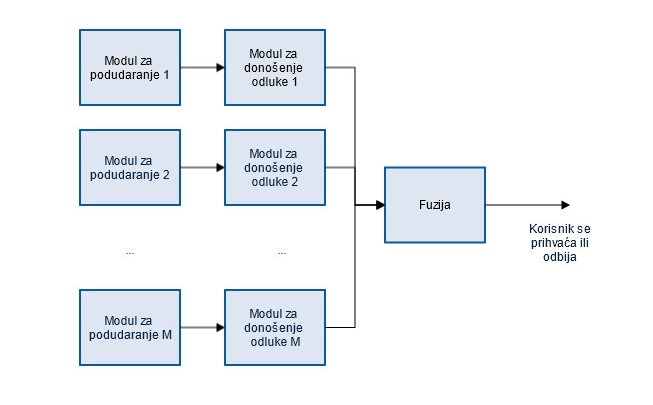 Modul za
podudaranje 1
Modul za
donošenje
odluke 1
Modul za
podudaranje 2
Modul za
donošenje
odluke 2
Fuzija
Korisnik se
prihvaća ili
odbija
...
...
Modul za
podudaranje M
Modul za
donošenje
odluke M